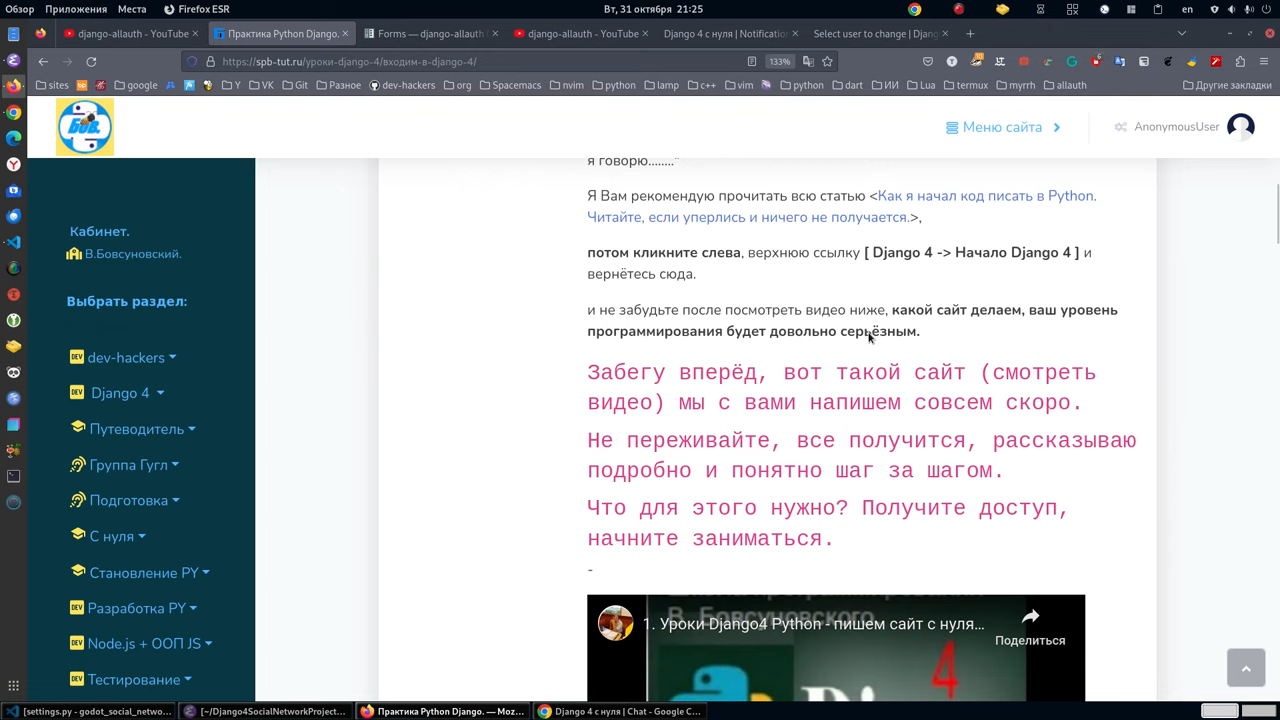 Обзор Приложения Места Firefox ESR Вт, 31 октября 21:25 en
django-allauth - YouTube × Практика Python Django. × Forms — django-allauth × django-allauth - YouTube × Django 4 с нуля | Notification × Select user to change | Djang ×
https://spb-tut.ru/уроки-django-4/входим-в-django-4/ 133%
sites google Y VK Git Разное dev-hackers org Spacemacs nvim lamp c++ vim python dart ИИ Lua Termux myrrh allauth Другие закладки
Бов. Меню сайта AnonymousUser
Кабинет.
В.Бовсуновский.
Выбрать раздел:
dev-hackers
Django 4
Путеводитель
Группа Гугл
Подготовка
С нуля
Становление PY
Разработка PY
Node.js + ООП JS
Тестирование
я говорю........"
Я Вам рекомендую прочитать всю статью <Как я начал код писать в Python.
Читайте, если уперлись и ничего не получается.>,
потом кликните слева, верхнюю ссылку [ Django 4 -> Начало Django 4 ] и
вернётесь сюда.
и не забудьте после посмотреть видео ниже, какой сайт делаем, ваш уровень
программирования будет довольно серьёзным.
Забегу вперёд, вот такой сайт (смотреть
видео) мы с вами напишем совсем скоро.
Не переживайте, все получится, рассказываю
подробно и понятно шаг за шагом.
Что для этого нужно? Получите доступ,
начните заниматься.
-
В. Бовсуновского
1. Уроки Django4 Python - пишем сайт с нуля...
Поделиться
4
[settings.py – godot_social_netwo... [~/Django4SocialNetworkProject... Практика Python Django. — Moz... Django 4 с нуля | Chat - Google C...